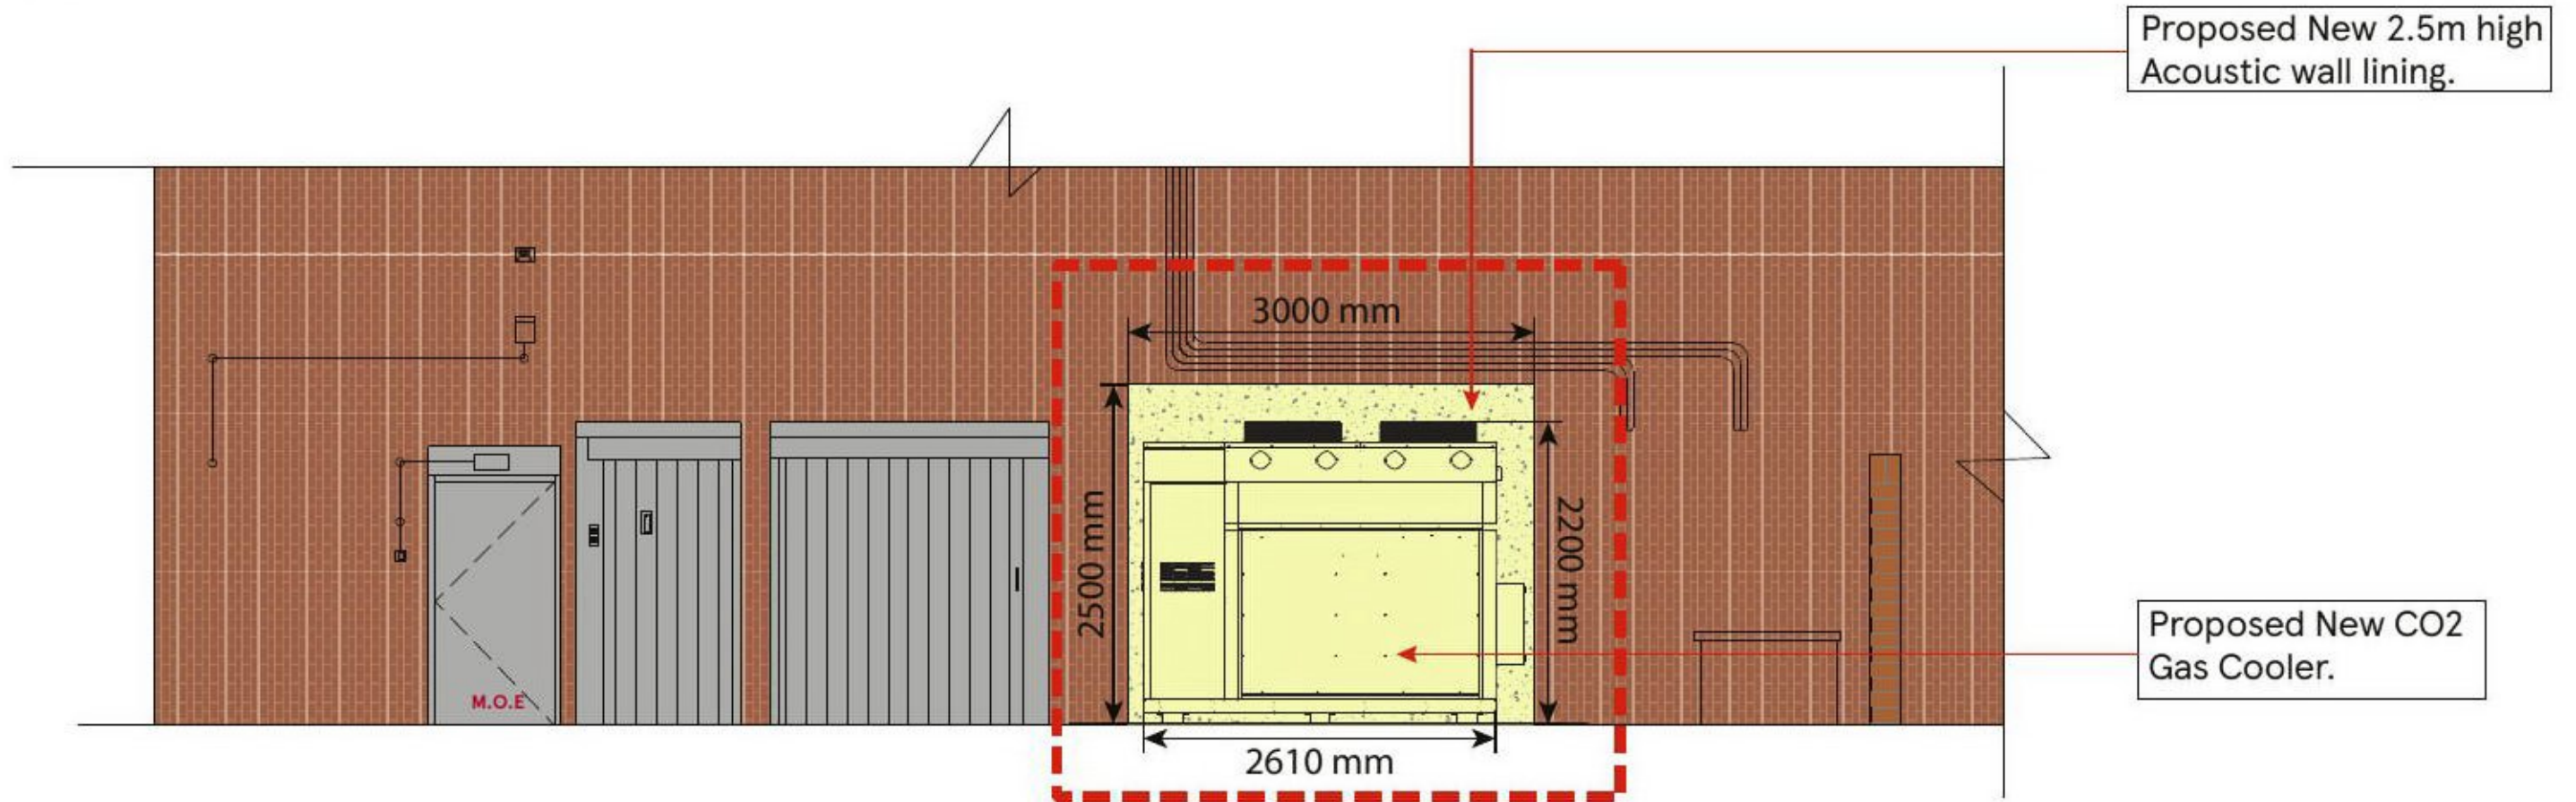 Proposed New 2.5m high
Acoustic wall lining.
3000 mm
2500 mm
2200 mm
M.O.E
Proposed New CO2
Gas Cooler.
2610 mm